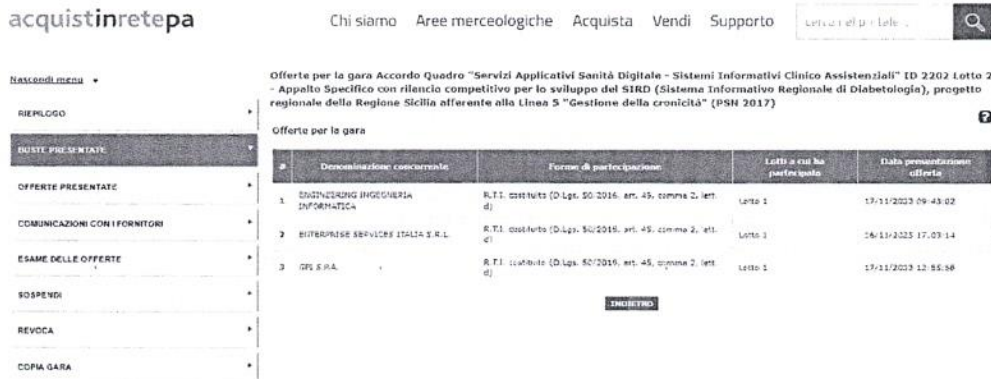 acquistinretepa
Chi siamo Aree merceologiche Acquista Vendi Supporto
Nascondi menu
RIEPILOGO
BUSTE PRESENTATE
OFFERTE PRESENTATE
COMUNICAZIONI CON I FORNITORI
ESAME DELLE OFFERTE
SOSPENDI
REVOCA
COPIA GARA
Offerte per la gara Accordo Quadro "Servizi Applicativi Sanità Digitale - Sistemi Informativi Clinico Assistenziali" ID 2202 Lotto 2
- Appalto Specifico con rilancio competitivo per lo sviluppo del SIRD (Sistema Informativo Regionale di Diabetologia), progetto
regionale della Regione Sicilia afferente alla Linea 5 "Gestione della cronicità" (PSN 2017)
?
Offerte per la gara
# Denominazione concorrente Forme di partecipazione Lotti a cui ha Data presentazione
partecipato offerta
1 ENGINEERING INGEGNERIA R.T.I. costituito (D.Lgs. 50/2016, art. 45, comma 2, lett. Lotto 1 17/11/2023 09:43:02
INFORMATICA d)
2 ENTERPRISE SERVICES ITALIA S.R.L. R.T.I. costituito (D.Lgs. 50/2016, art. 45, comma 2, lett. Lotto 1 17:03:14
d)
3 GPI S.P.A. R.T.I. costituito (D.Lgs. 50/2016, art. 45, comma 2, lett. Lotto 1 17/11/2023
d)
INDIETRO